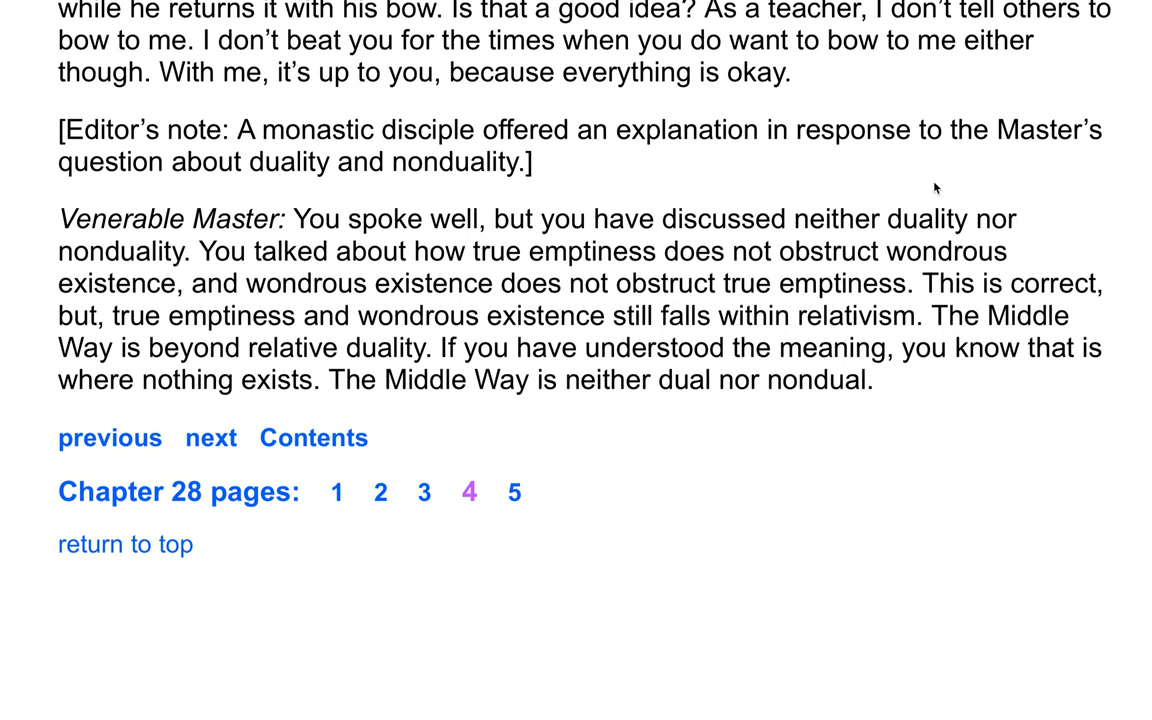 while he returns it with his bow. Is that a good idea? As a teacher, I don’t tell others to
bow to me. I don’t beat you for the times when you do want to bow to me either
though. With me, it’s up to you, because everything is okay.
[Editor’s note: A monastic disciple offered an explanation in response to the Master’s
question about duality and nonduality.]
Venerable Master: You spoke well, but you have discussed neither duality nor
nonduality. You talked about how true emptiness does not obstruct wondrous
existence, and wondrous existence does not obstruct true emptiness. This is correct,
but, true emptiness and wondrous existence still falls within relativism. The Middle
Way is beyond relative duality. If you have understood the meaning, you know that is
where nothing exists. The Middle Way is neither dual nor nondual.
previous next Contents
Chapter 28 pages: 1 2 3 4 5
return to top